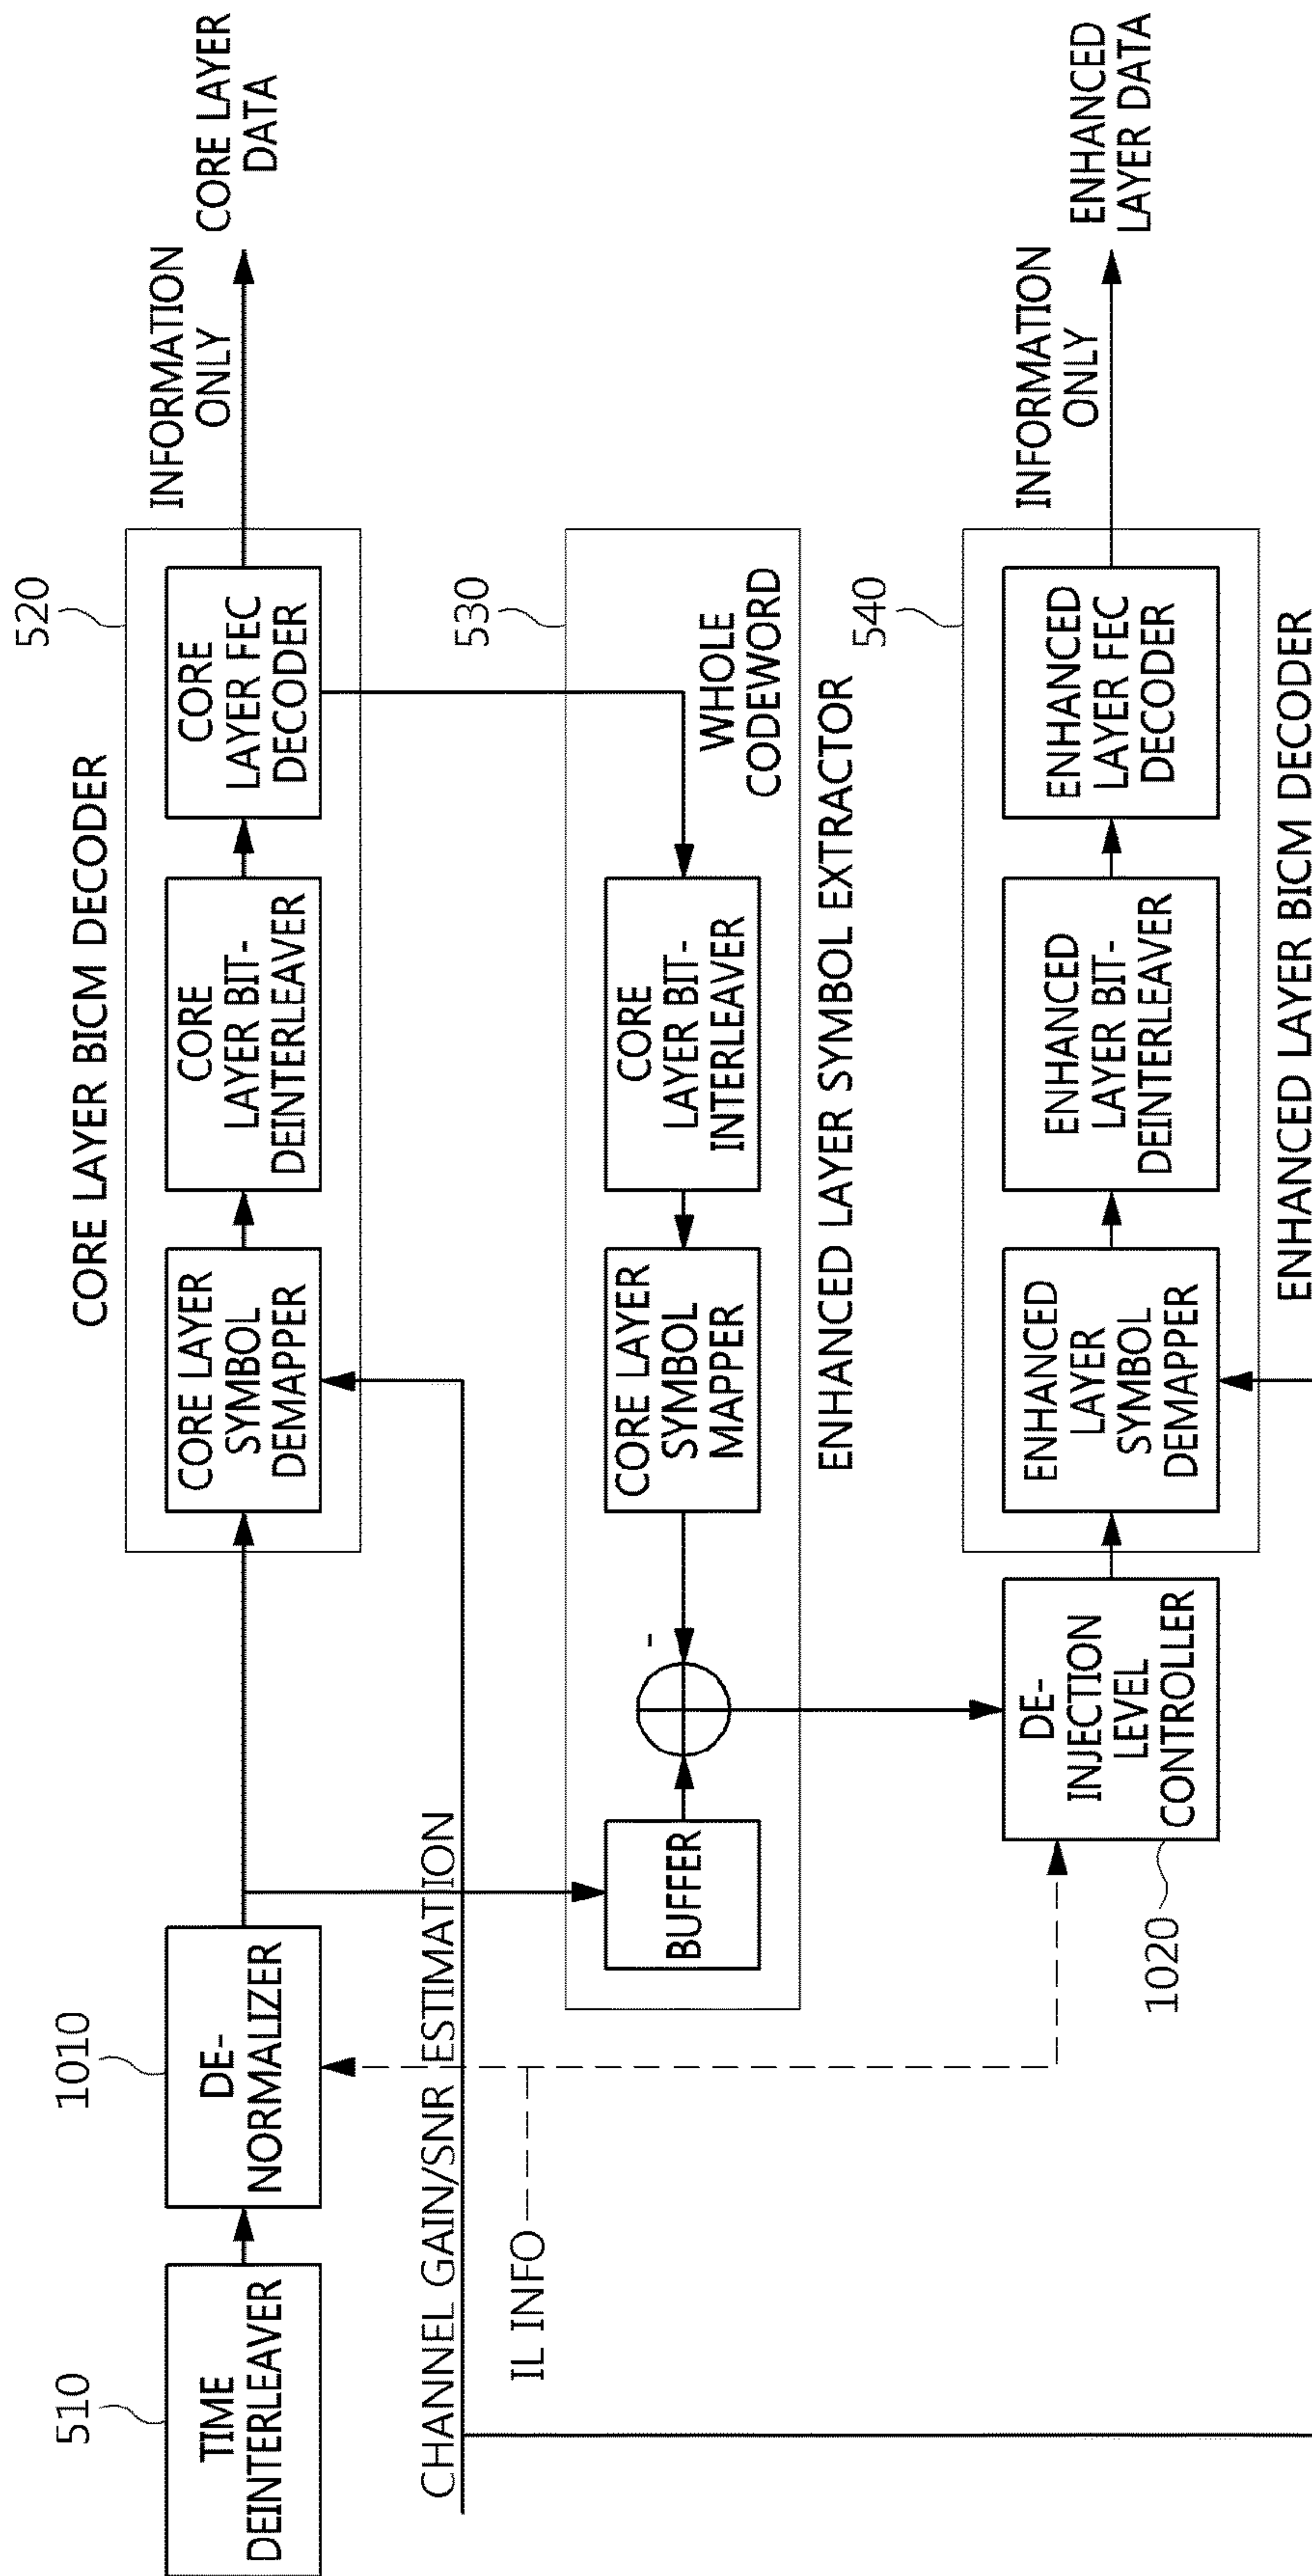 510
TIME
DEINTERLEAVER
1010
DE-
NORMALIZER
CORE LAYER BICM DECODER
520
CORE LAYER
SYMBOL
DEMAPPER
CORE
LAYER BIT-
DEINTERLEAVER
CORE
LAYER FEC
DECODER
INFORMATION
ONLY
CORE LAYER
DATA
CHANNEL GAIN/SNR ESTIMATION
IL INFO
530
BUFFER
-
CORE LAYER
SYMBOL
MAPPER
CORE
LAYER BIT-
INTERLEAVER
WHOLE
CODEWORD
ENHANCED LAYER SYMBOL EXTRACTOR
540
DE-
INJECTION
LEVEL
CONTROLLER
1020
ENHANCED
LAYER
SYMBOL
DEMAPPER
ENHANCED
LAYER BIT-
DEINTERLEAVER
ENHANCED
LAYER FEC
DECODER
INFORMATION
ONLY
ENHANCED
LAYER DATA
ENHANCED LAYER BICM DECODER